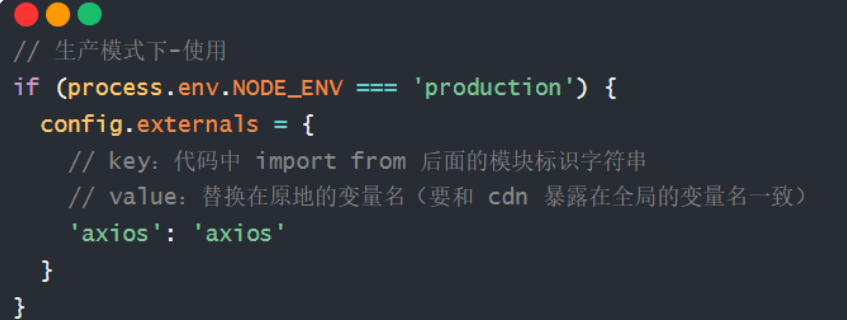 // 生产模式下-使用
if (process.env.NODE_ENV === 'production') {
  config.externals = {
    // key：代码中 import from 后面的模块标识字符串
    // value：替换在原地的变量名（要和 cdn 暴露在全局的变量名一致）
    'axios': 'axios'
  }
}